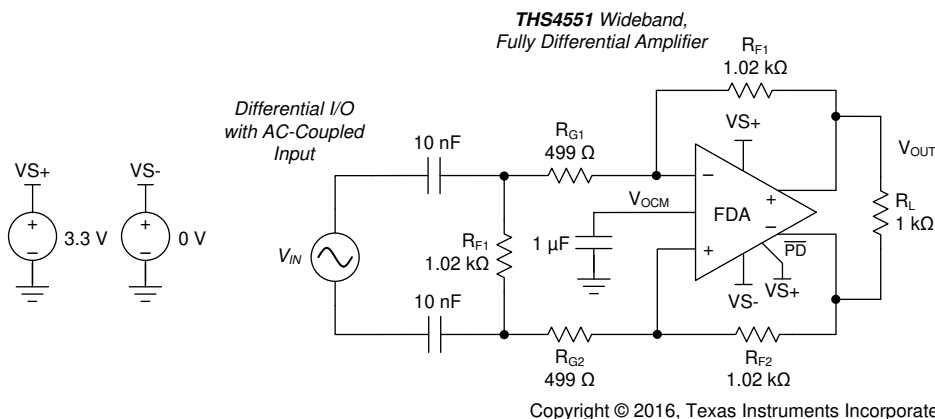 THS4551 Wideband,
Fully Differential Amplifier
RF1
1.02 kΩ
Differential I/O
with AC-Coupled
Input
10 nF
RG1
499 Ω
VS+
VOUT
VS+
VS-
+
−
3.3 V
+
−
0 V
VIN
RF1
1.02 kΩ
VOCM
1 µF
−
+
FDA
+
−
PD
VS-
VS+
RL
1 kΩ
10 nF
RG2
499 Ω
RF2
1.02 kΩ
Copyright © 2016, Texas Instruments Incorporate